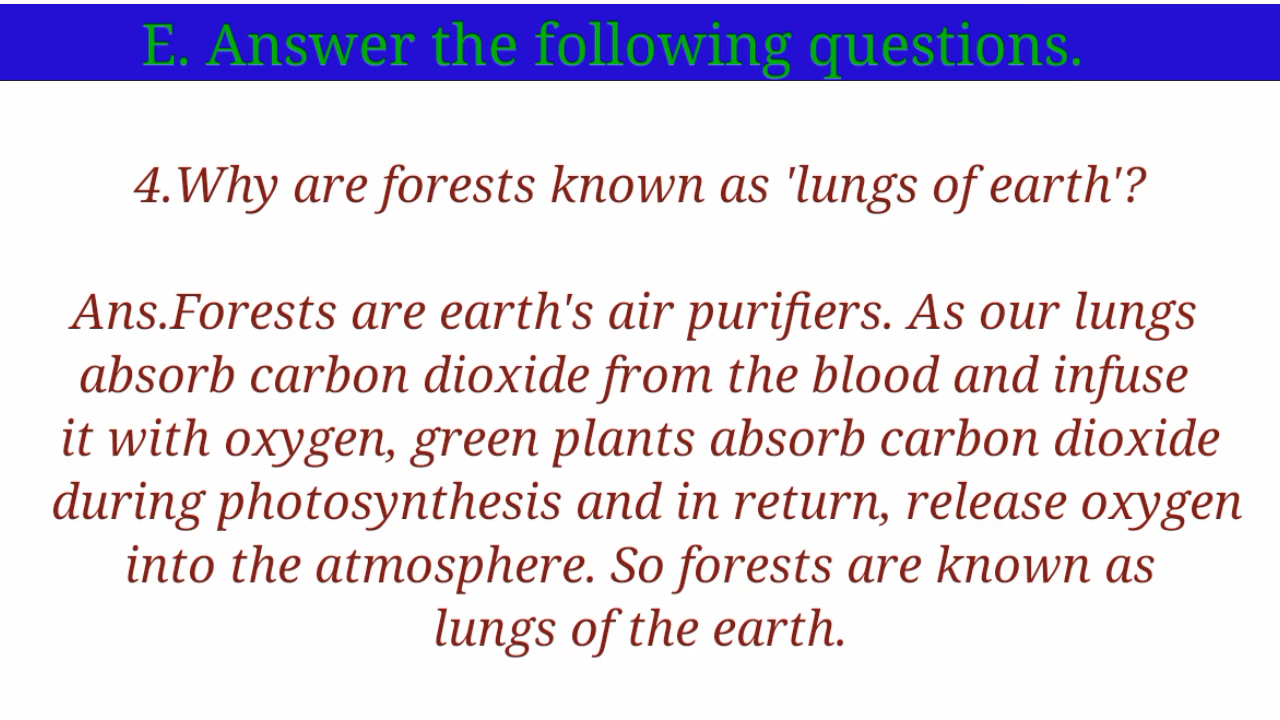 E. Answer the following questions.
4.Why are forests known as 'lungs of earth'?
Ans.Forests are earth's air purifiers. As our lungs
absorb carbon dioxide from the blood and infuse
it with oxygen, green plants absorb carbon dioxide
during photosynthesis and in return, release oxygen
into the atmosphere. So forests are known as
lungs of the earth.